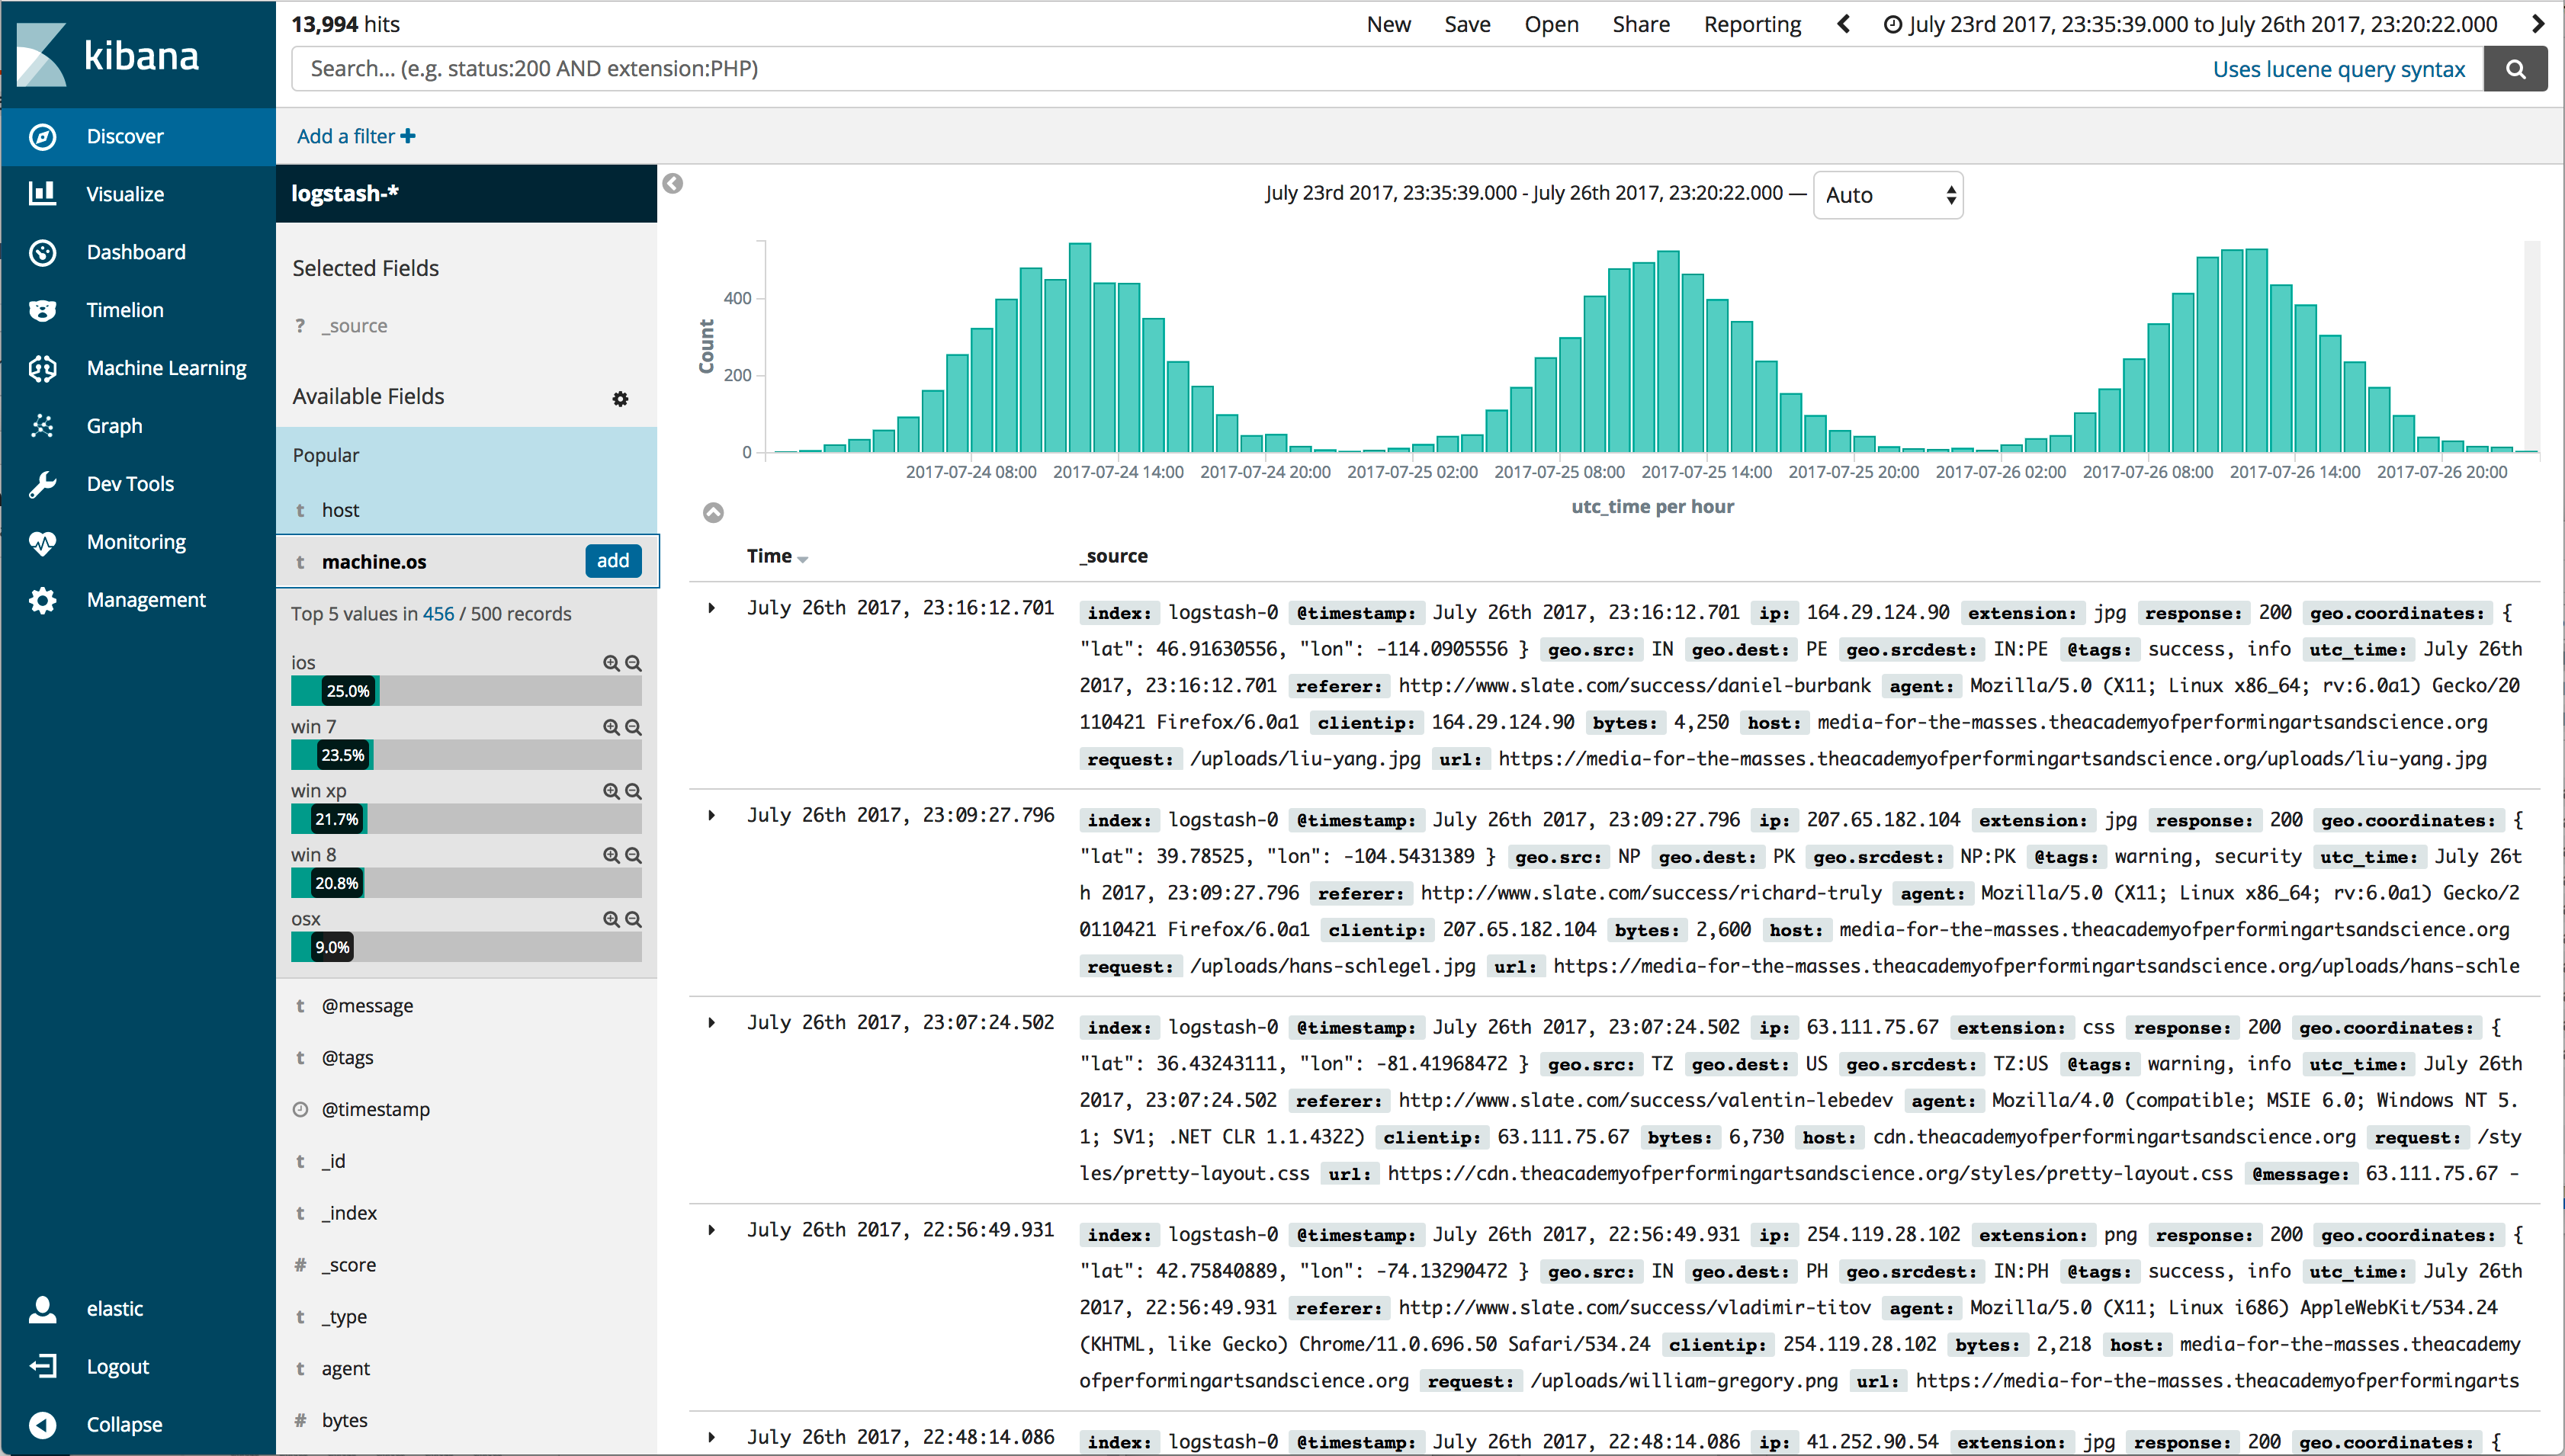 kibana
Discover
Visualize
Dashboard
Timelion
Machine Learning
Graph
Dev Tools
Monitoring
Management
elastic
Logout
Collapse
13,994 hits
New Save Open Share Reporting July 23rd 2017, 23:35:39.000 to July 26th 2017, 23:20:22.000
Search... (e.g. status:200 AND extension:PHP) Uses lucene query syntax
Add a filter +
logstash-*
Selected Fields
? _source
Available Fields
Popular
t host
t machine.os add
Top 5 values in 456 / 500 records
ios
25.0%
win 7
23.5%
win xp
21.7%
win 8
20.8%
osx
9.0%
t @message
t @tags
@timestamp
t _id
t _index
# _score
t _type
t agent
# bytes
July 23rd 2017, 23:35:39.000 - July 26th 2017, 23:20:22.000 — Auto
Count
400
200
0
2017-07-24 08:00 2017-07-24 14:00 2017-07-24 20:00 2017-07-25 02:00 2017-07-25 08:00 2017-07-25 14:00 2017-07-25 20:00 2017-07-26 02:00 2017-07-26 08:00 2017-07-26 14:00 2017-07-26 20:00
utc_time per hour
Time _source
July 26th 2017, 23:16:12.701 index: logstash-0 @timestamp: July 26th 2017, 23:16:12.701 ip: 164.29.124.90 extension: jpg response: 200 geo.coordinates: {
"lat": 46.91630556, "lon": -114.0905556 } geo.src: IN geo.dest: PE geo.srcdest: IN:PE @tags: success, info utc_time: July 26th
2017, 23:16:12.701 referer: http://www.slate.com/success/daniel-burbank agent: Mozilla/5.0 (X11; Linux x86_64; rv:6.0a1) Gecko/20
110421 Firefox/6.0a1 clientip: 164.29.124.90 bytes: 4,250 host: media-for-the-masses.theacademyofperformingartsandscience.org
request: /uploads/liu-yang.jpg url: https://media-for-the-masses.theacademyofperformingartsandscience.org/uploads/liu-yang.jpg
July 26th 2017, 23:09:27.796 index: logstash-0 @timestamp: July 26th 2017, 23:09:27.796 ip: 207.65.182.104 extension: jpg response: 200 geo.coordinates: {
"lat": 39.78525, "lon": -104.5431389 } geo.src: NP geo.dest: PK geo.srcdest: NP:PK @tags: warning, security utc_time: July 26t
h 2017, 23:09:27.796 referer: http://www.slate.com/success/richard-truly agent: Mozilla/5.0 (X11; Linux x86_64; rv:6.0a1) Gecko/2
0110421 Firefox/6.0a1 clientip: 207.65.182.104 bytes: 2,600 host: media-for-the-masses.theacademyofperformingartsandscience.org
request: /uploads/hans-schlegel.jpg url: https://media-for-the-masses.theacademyofperformingartsandscience.org/uploads/hans-schle
July 26th 2017, 23:07:24.502 index: logstash-0 @timestamp: July 26th 2017, 23:07:24.502 ip: 63.111.75.67 extension: css response: 200 geo.coordinates: {
"lat": 36.43243111, "lon": -81.41968472 } geo.src: TZ geo.dest: US geo.srcdest: TZ:US @tags: warning, info utc_time: July 26th
2017, 23:07:24.502 referer: http://www.slate.com/success/valentin-lebedev agent: Mozilla/4.0 (compatible; MSIE 6.0; Windows NT 5.
1; SV1; .NET CLR 1.1.4322) clientip: 63.111.75.67 bytes: 6,730 host: cdn.theacademyofperformingartsandscience.org request: /sty
les/pretty-layout.css url: https://cdn.theacademyofperformingartsandscience.org/styles/pretty-layout.css @message: 63.111.75.67 -
July 26th 2017, 22:56:49.931 index: logstash-0 @timestamp: July 26th 2017, 22:56:49.931 ip: 254.119.28.102 extension: png response: 200 geo.coordinates: {
"lat": 42.75840889, "lon": -74.13290472 } geo.src: IN geo.dest: PH geo.srcdest: IN:PH @tags: success, info utc_time: July 26th
2017, 22:56:49.931 referer: http://www.slate.com/success/vladimir-titov agent: Mozilla/5.0 (X11; Linux i686) AppleWebKit/534.24
(KHTML, like Gecko) Chrome/11.0.696.50 Safari/534.24 clientip: 254.119.28.102 bytes: 2,218 host: media-for-the-masses.theacademy
ofperformingartsandscience.org request: /uploads/william-gregory.png url: https://media-for-the-masses.theacademyofperformingarts
July 26th 2017, 22:48:14.086 index: logstash-0 @timestamp: July 26th 2017, 22:48:14.086 ip: 41.252.90.54 extension: jpg response: 200 geo.coordinates: {